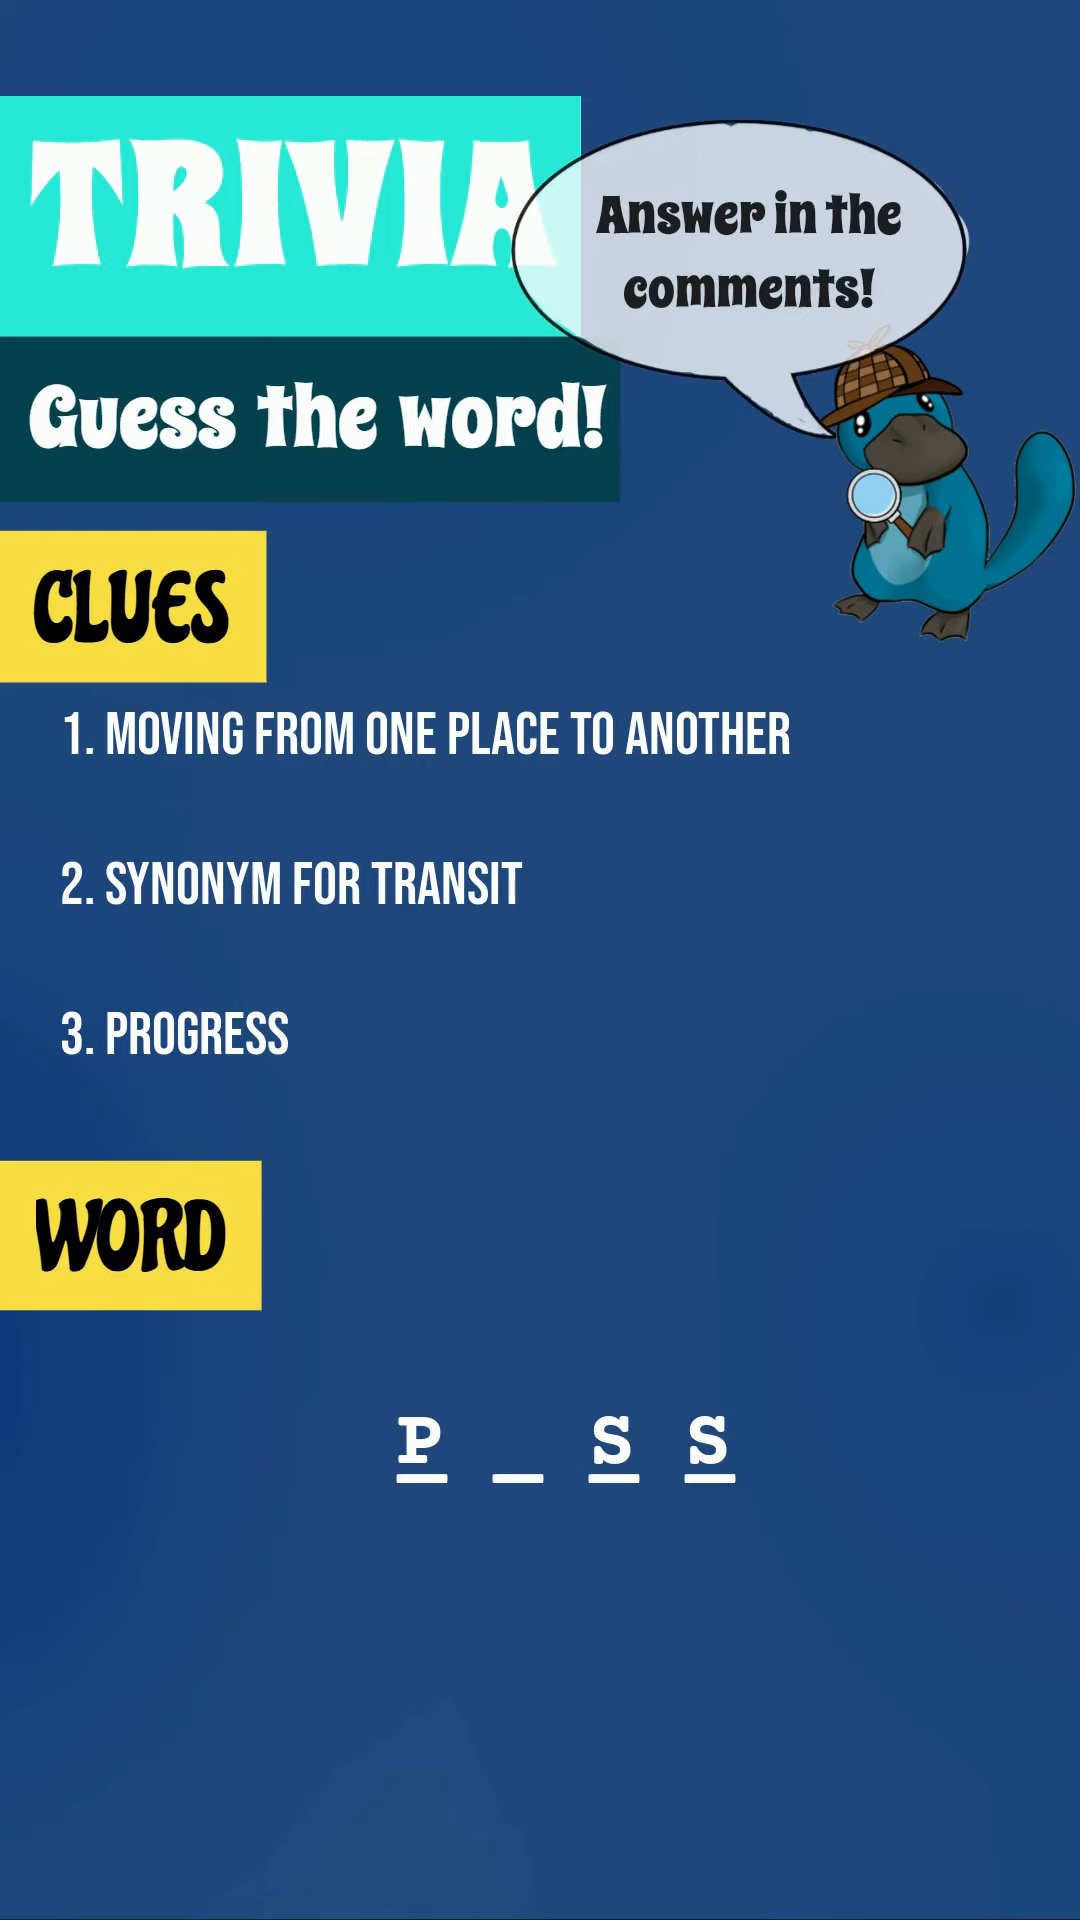 TRIVIA
Answer in the
comments!
Guess the word!
CLUES
1. MOVING FROM ONE PLACE TO ANOTHER
2. SYNONYM FOR TRANSIT
3. PROGRESS
WORD
P _ S S